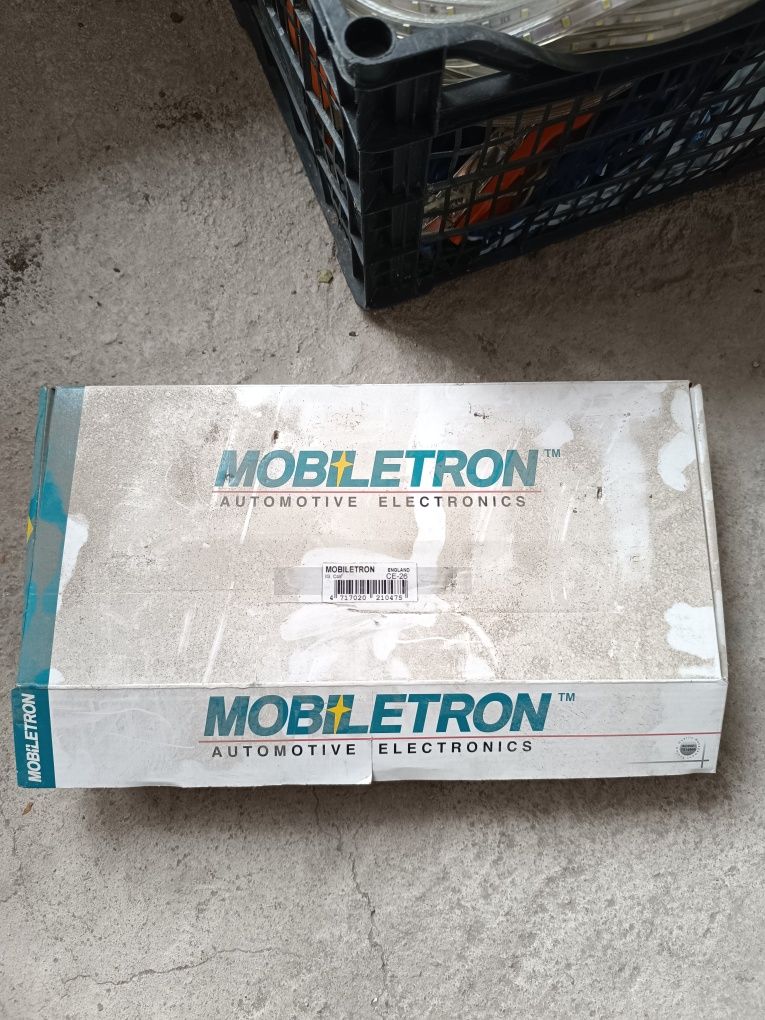 MOBILETRON™
AUTOMOTIVE ELECTRONICS
MOBILETRON ENGLAND
IG. Coil CE-26
4 717020 210475
MOBILETRON™
AUTOMOTIVE ELECTRONICS
MOBILETRON